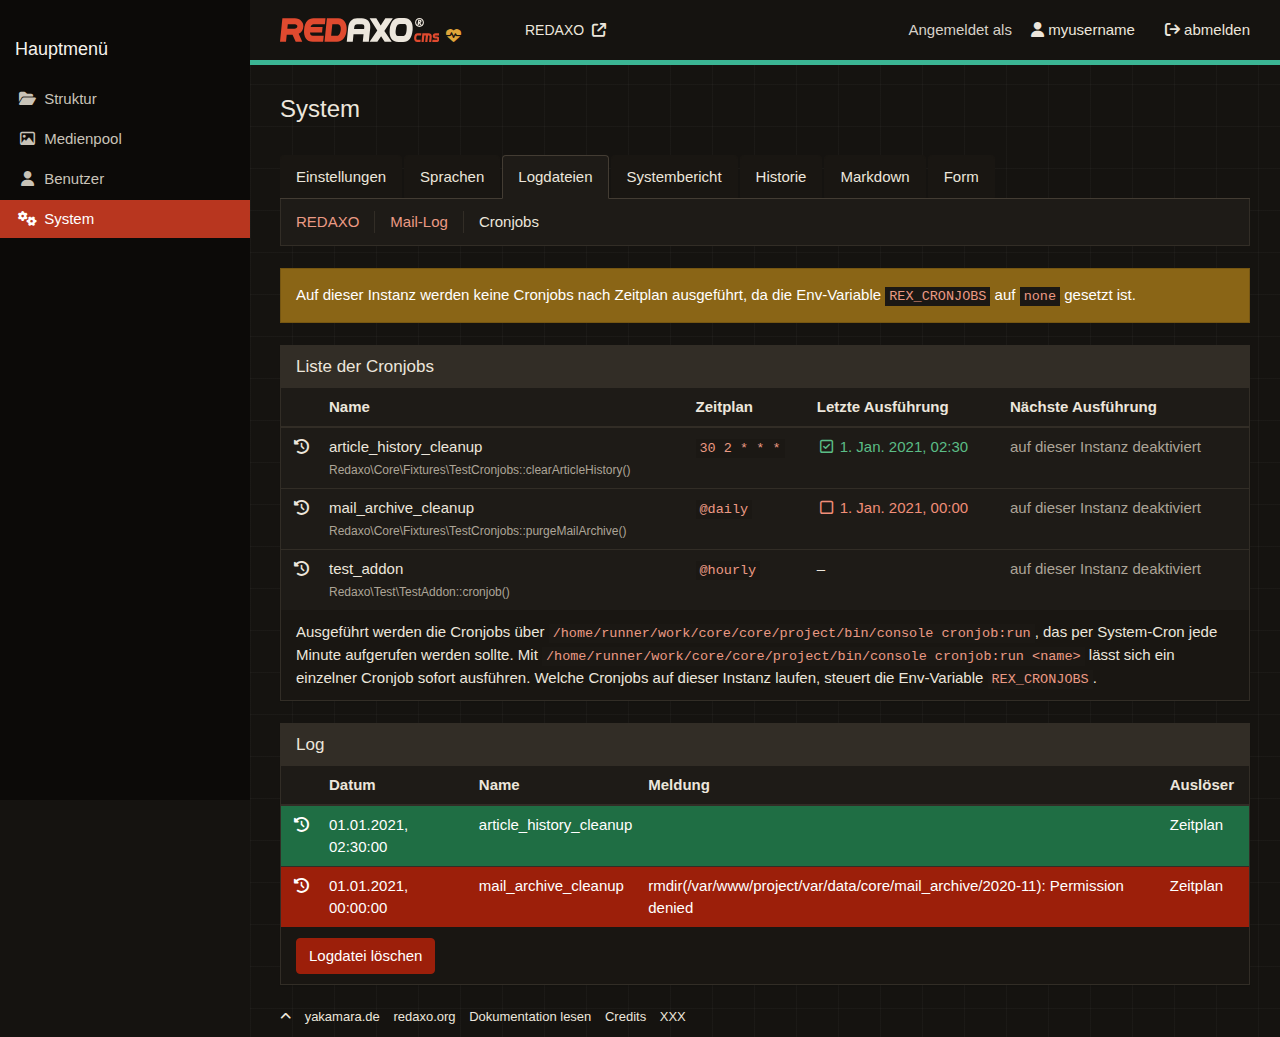 Hauptmenü
Struktur
Medienpool
Benutzer
System
REDAXO® cms
REDAXO
Angemeldet als myusername abmelden
System
Einstellungen Sprachen Logdateien Systembericht Historie Markdown Form
REDAXO Mail-Log Cronjobs
Auf dieser Instanz werden keine Cronjobs nach Zeitplan ausgeführt, da die Env-Variable REX_CRONJOBS auf none gesetzt ist.
Liste der Cronjobs
Name Zeitplan Letzte Ausführung Nächste Ausführung
article_history_cleanup 30 2 * * * 1. Jan. 2021, 02:30 auf dieser Instanz deaktiviert
Redaxo\Core\Fixtures\TestCronjobs::clearArticleHistory()
mail_archive_cleanup @daily 1. Jan. 2021, 00:00 auf dieser Instanz deaktiviert
Redaxo\Core\Fixtures\TestCronjobs::purgeMailArchive()
test_addon @hourly – auf dieser Instanz deaktiviert
Redaxo\Test\TestAddon::cronjob()
Ausgeführt werden die Cronjobs über /home/runner/work/core/core/project/bin/console cronjob:run, das per System-Cron jede
Minute aufgerufen werden sollte. Mit /home/runner/work/core/core/project/bin/console cronjob:run <name> lässt sich ein
einzelner Cronjob sofort ausführen. Welche Cronjobs auf dieser Instanz laufen, steuert die Env-Variable REX_CRONJOBS.
Log
Datum Name Meldung Auslöser
01.01.2021, article_history_cleanup Zeitplan
02:30:00
01.01.2021, mail_archive_cleanup rmdir(/var/www/project/var/data/core/mail_archive/2020-11): Permission Zeitplan
00:00:00 denied
Logdatei löschen
yakamara.de redaxo.org Dokumentation lesen Credits XXX